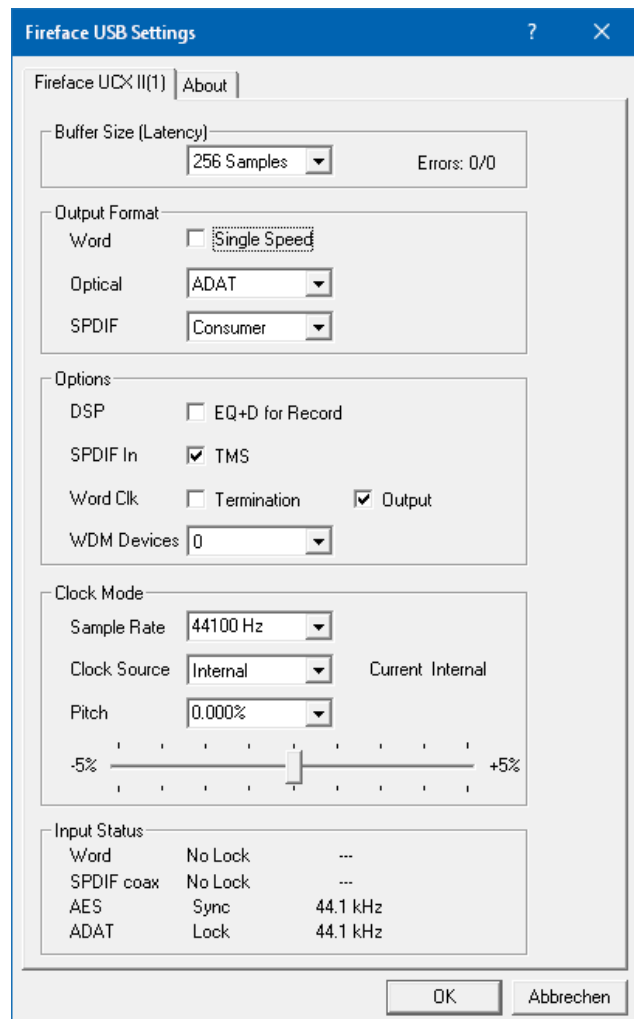 Fireface USB Settings ? ×
Fireface UCX II(1) About
Buffer Size (Latency)
256 Samples Errors: 0/0
Output Format
Word Single Speed
Optical ADAT
SPDIF Consumer
Options
DSP EQ+D for Record
SPDIF In TMS
Word Clk Termination Output
WDM Devices 0
Clock Mode
Sample Rate 44100 Hz
Clock Source Internal Current Internal
Pitch 0.000%
-5% +5%
Input Status
Word No Lock ---
SPDIF coax No Lock ---
AES Sync 44.1 kHz
ADAT Lock 44.1 kHz
OK Abbrechen